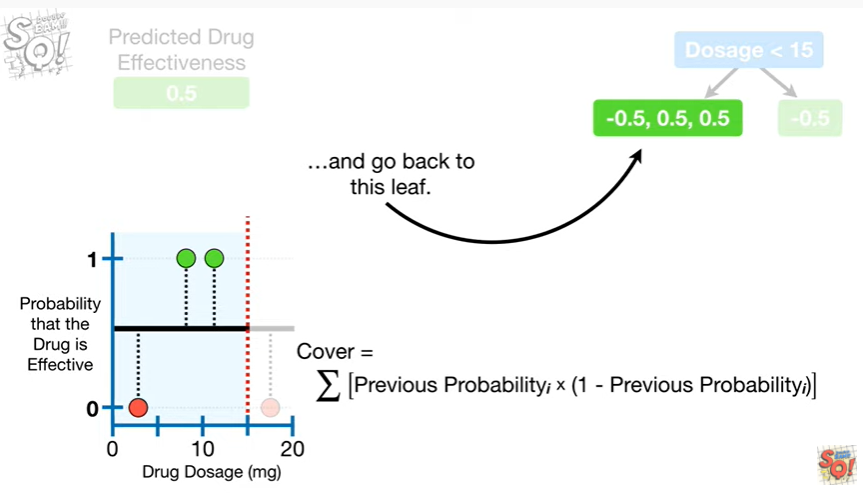 SQ!
Predicted Drug
Effectiveness
0.5
Dosage < 15
-0.5, 0.5, 0.5
-0.5
…and go back to
this leaf.
1
Probability
that the
Drug is
Effective
0
0
10
20
Drug Dosage (mg)
Cover =
∑ [Previous Probabilityᵢ × (1 - Previous Probabilityᵢ)]
SQ!